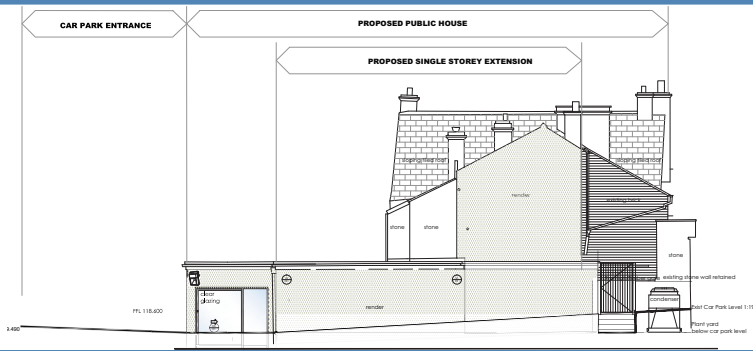 CAR PARK ENTRANCE
PROPOSED PUBLIC HOUSE
PROPOSED SINGLE STOREY EXTENSION
sloping tiled roof
sloping tiled roof
render
existing brick
stone
stone
stone
existing stone wall retained
clear
glazing
condenser
render
FFL 118.600
Exist Car Park Level
Plant yard
below car park level